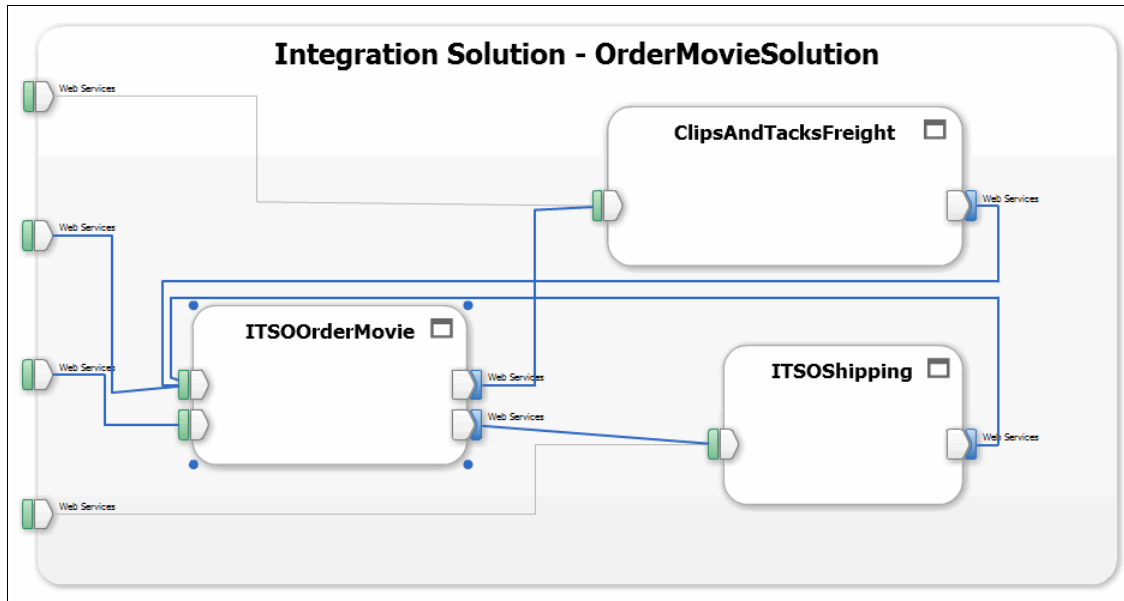 Integration Solution - OrderMovieSolution
Web Services
ClipsAndTacksFreight
Web Services
Web Services
ITSOOrderMovie
Web Services
Web Services
ITSOShipping
Web Services
Web Services
Web Services